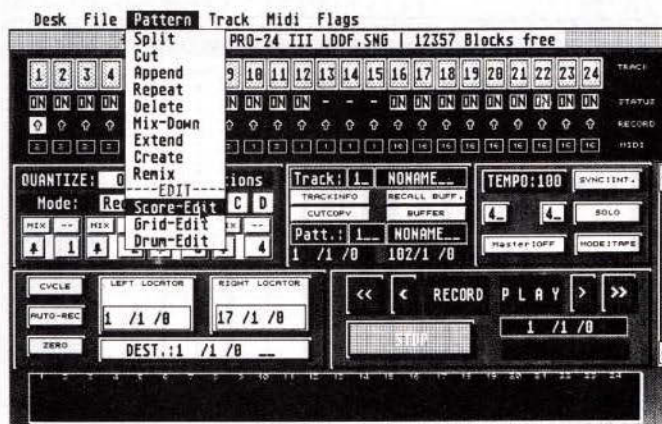 Desk File Pattern Track Midi Flags
PRO-24 III LDDF.SNG | 12357 Blocks free
Split
Cut
Append
Repeat
Delete
Mix-Down
Extend
Create
Remix
----EDIT----
Score-Edit
Grid-Edit
Drum-Edit
1 2 3 4 9 10 11 12 13 14 15 16 17 18 19 20 21 22 23 24 TRACK
ON ON ON ON ON ON ON ON - - - ON ON ON ON ON ON ON ON ON STATUS
RECORD
MIDI
QUANTIZE:
Mode:
C D
MIX -- MIX
1 4
Track: 1_ NONAME__
TRACKINFO RECALL BUFF.
CUTCOPY BUFFER
Patt.: 1__ NONAME__
1 /1 /0 102/1 /0
TEMPO:100 SYNC:INT.
4_ 4_ SOLO
Master:OFF MODE:TAPE
CYCLE
AUTO-REC
ZERO
LEFT LOCATOR RIGHT LOCATOR
1 /1 /0 17 /1 /0
DEST.:1 /1 /0 __
<< < RECORD PLAY > >>
STOP
1 /1 /0